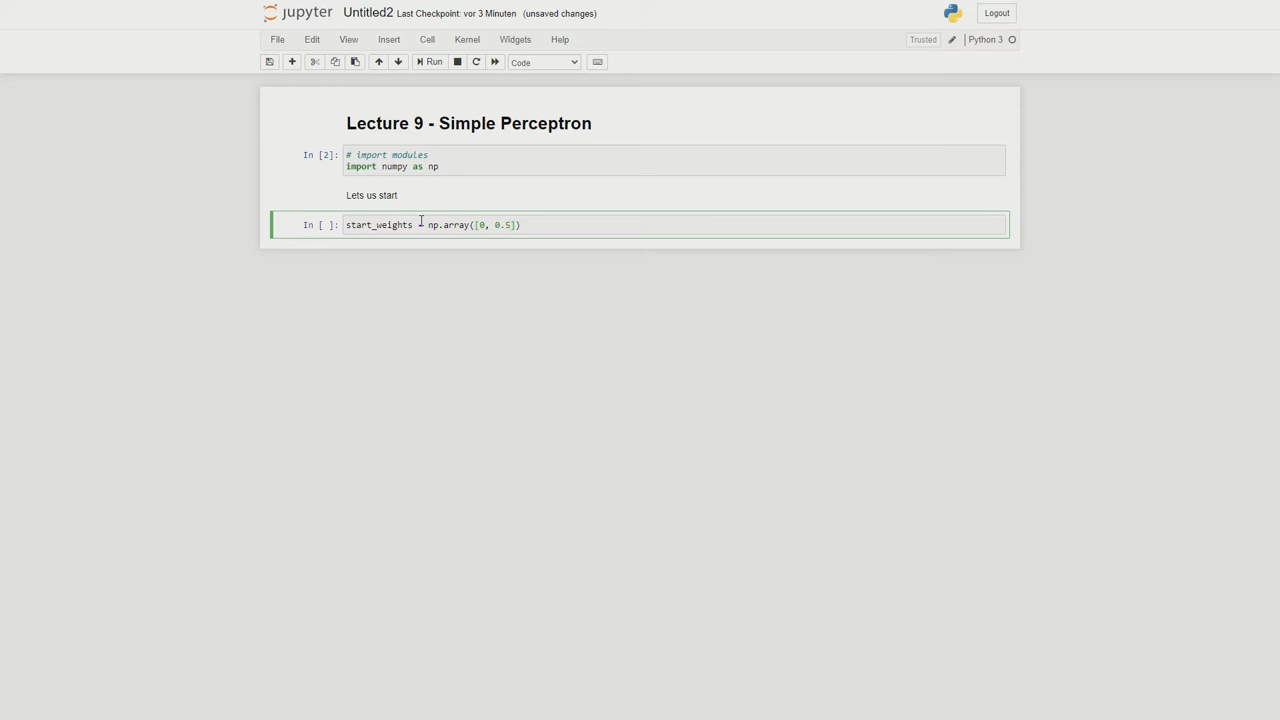 jupyter Untitled2 Last Checkpoint: vor 3 Minuten (unsaved changes) Logout
File Edit View Insert Cell Kernel Widgets Help Trusted Python 3
Run Code
Lecture 9 - Simple Perceptron
In [2]: # import modules
import numpy as np
Lets us start
In [ ]: start_weights = np.array([0, 0.5])